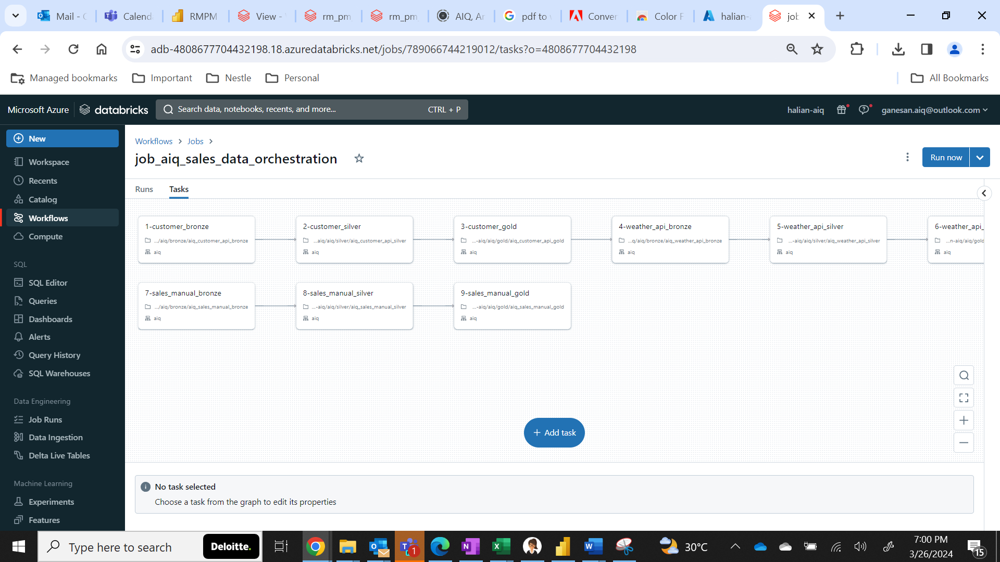 Mail - C
Calend
RMPM
View -
rm_pm
rm_pm
AIQ, Ar
pdf to
Conver
Color F
halian-
job
adb-4808677704432198.18.azuredatabricks.net/jobs/789066744219012/tasks?o=4808677704432198
Managed bookmarks
Important
Nestle
Personal
All Bookmarks
Microsoft Azure
databricks
Search data, notebooks, recents, and more...
CTRL + P
halian-aiq
ganesan.aiq@outlook.com
New
Workspace
Recents
Catalog
Workflows
Compute
SQL
SQL Editor
Queries
Dashboards
Alerts
Query History
SQL Warehouses
Data Engineering
Job Runs
Data Ingestion
Delta Live Tables
Machine Learning
Experiments
Features
Workflows > Jobs >
job_aiq_sales_data_orchestration
Run now
Runs
Tasks
1-customer_bronze
.../aiq/bronze/aiq_customer_api_bronze
aiq
2-customer_silver
...aiq/aiq/silver/aiq_customer_api_silver
aiq
3-customer_gold
...-aiq/aiq/gold/aiq_customer_api_gold
aiq
4-weather_api_bronze
...q/aiq/bronze/aiq_weather_api_bronze
aiq
5-weather_api_silver
...-aiq/aiq/silver/aiq_weather_api_silver
aiq
6-weather_api_
...n-aiq/aiq/gold
aiq
7-sales_manual_bronze
.../aiq/bronze/aiq_sales_manual_bronze
aiq
8-sales_manual_silver
...-aiq/aiq/silver/aiq_sales_manual_silver
aiq
9-sales_manual_gold
...-aiq/aiq/gold/aiq_sales_manual_gold
aiq
+ Add task
No task selected
Choose a task from the graph to edit its properties
Type here to search
Deloitte.
1
30°C
7:00 PM
3/26/2024
15